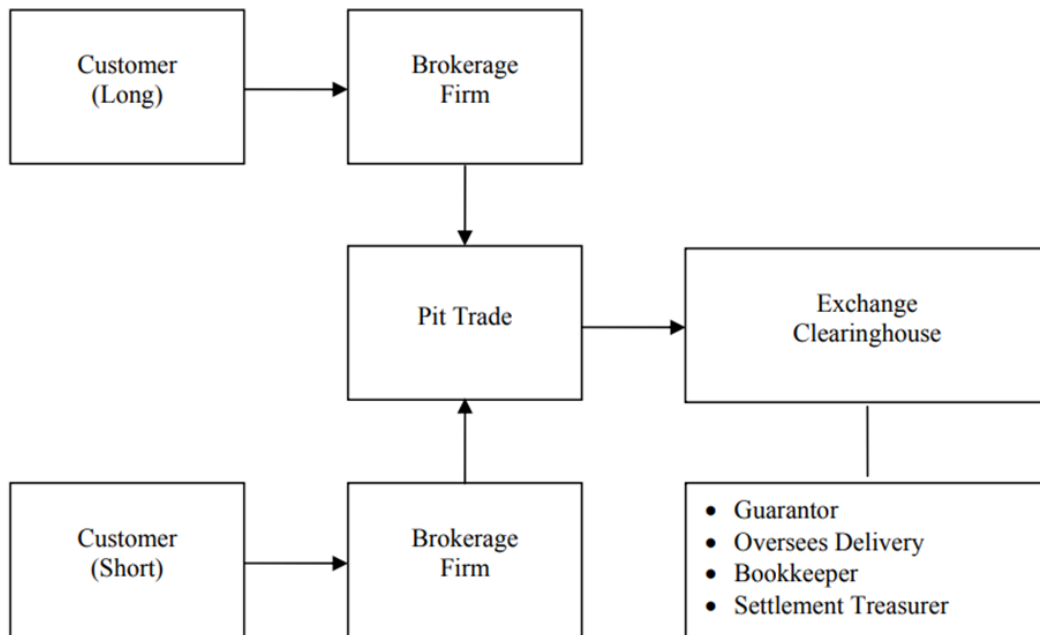 Customer
(Long)
Brokerage
Firm
Pit Trade
Exchange
Clearinghouse
Customer
(Short)
Brokerage
Firm
• Guarantor
• Oversees Delivery
• Bookkeeper
• Settlement Treasurer